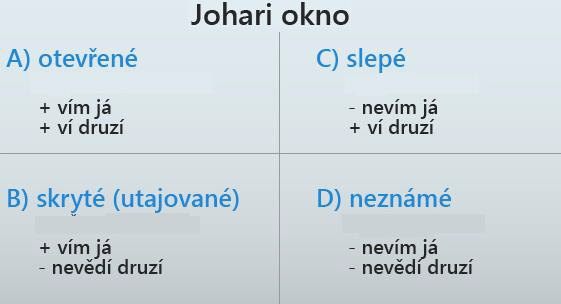 Johari okno
A) otevřené
+ vím já
+ ví druzí
C) slepé
- nevím já
+ ví druzí
B) skryté (utajované)
+ vím já
- nevědí druzí
D) neznámé
- nevím já
- nevědí druzí